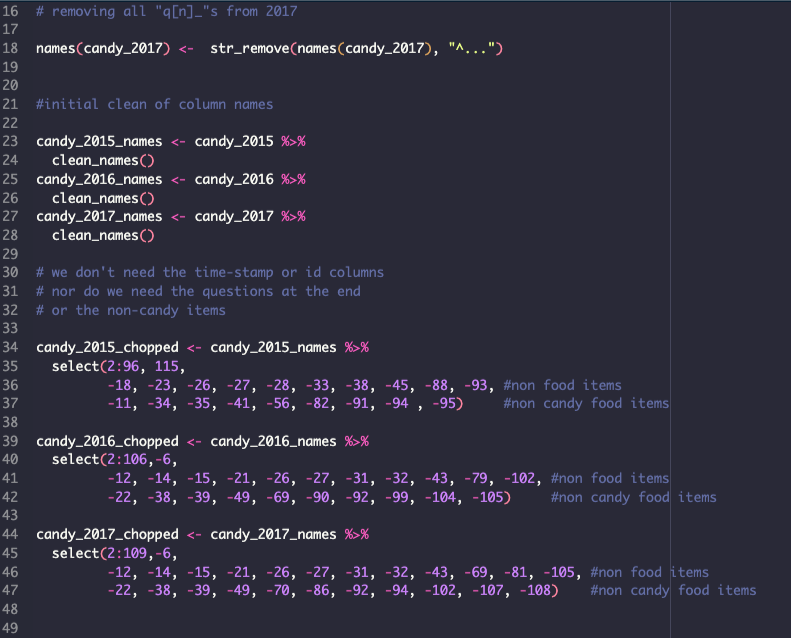 16 # removing all "q[n]_"s from 2017
17
18 names(candy_2017) <-  str_remove(names(candy_2017), "^...")
19
20
21 #initial clean of column names
22
23 candy_2015_names <- candy_2015 %>%
24   clean_names()
25 candy_2016_names <- candy_2016 %>%
26   clean_names()
27 candy_2017_names <- candy_2017 %>%
28   clean_names()
29
30 # we don't need the time-stamp or id columns
31 # nor do we need the questions at the end
32 # or the non-candy items
33
34 candy_2015_chopped <- candy_2015_names %>%
35   select(2:96, 115,
36          -18, -23, -26, -27, -28, -33, -38, -45, -88, -93, #non food items
37          -11, -34, -35, -41, -56, -82, -91, -94 , -95)     #non candy food items
38
39 candy_2016_chopped <- candy_2016_names %>%
40   select(2:106,-6,
41          -12, -14, -15, -21, -26, -27, -31, -32, -43, -79, -102, #non food items
42          -22, -38, -39, -49, -69, -90, -92, -99, -104, -105)     #non candy food items
43
44 candy_2017_chopped <- candy_2017_names %>%
45   select(2:109,-6,
46          -12, -14, -15, -21, -26, -27, -31, -32, -43, -69, -81, -105, #non food items
47          -22, -38, -39, -49, -70, -86, -92, -94, -102, -107, -108)    #non candy food items
48
49